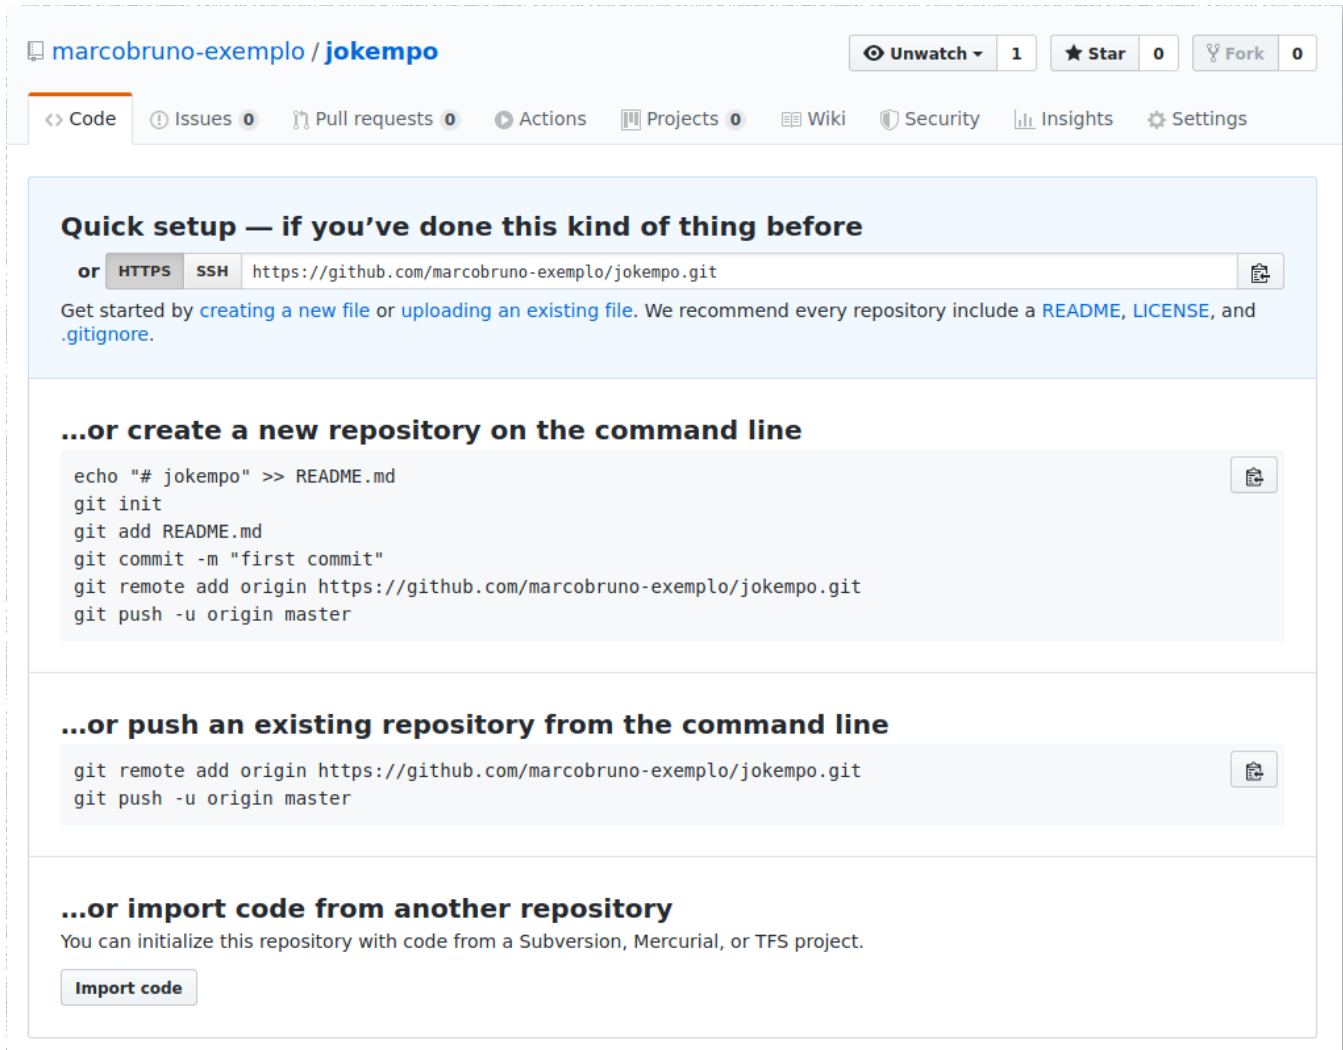 marcobruno-exemplo / jokempo
Unwatch 1 Star 0 Fork 0
Code Issues 0 Pull requests 0 Actions Projects 0 Wiki Security Insights Settings
Quick setup — if you’ve done this kind of thing before
or HTTPS SSH https://github.com/marcobruno-exemplo/jokempo.git
Get started by creating a new file or uploading an existing file. We recommend every repository include a README, LICENSE, and
.gitignore.
…or create a new repository on the command line
echo "# jokempo" >> README.md
git init
git add README.md
git commit -m "first commit"
git remote add origin https://github.com/marcobruno-exemplo/jokempo.git
git push -u origin master
…or push an existing repository from the command line
git remote add origin https://github.com/marcobruno-exemplo/jokempo.git
git push -u origin master
…or import code from another repository
You can initialize this repository with code from a Subversion, Mercurial, or TFS project.
Import code